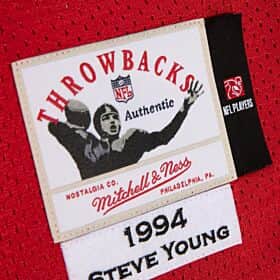 THROWBACKS
NFL
Authentic
NOSTALGIA CO.
Mitchell & Ness
PHILADELPHIA, PA.
NFL PLAYERS
1994
STEVE YOUNG